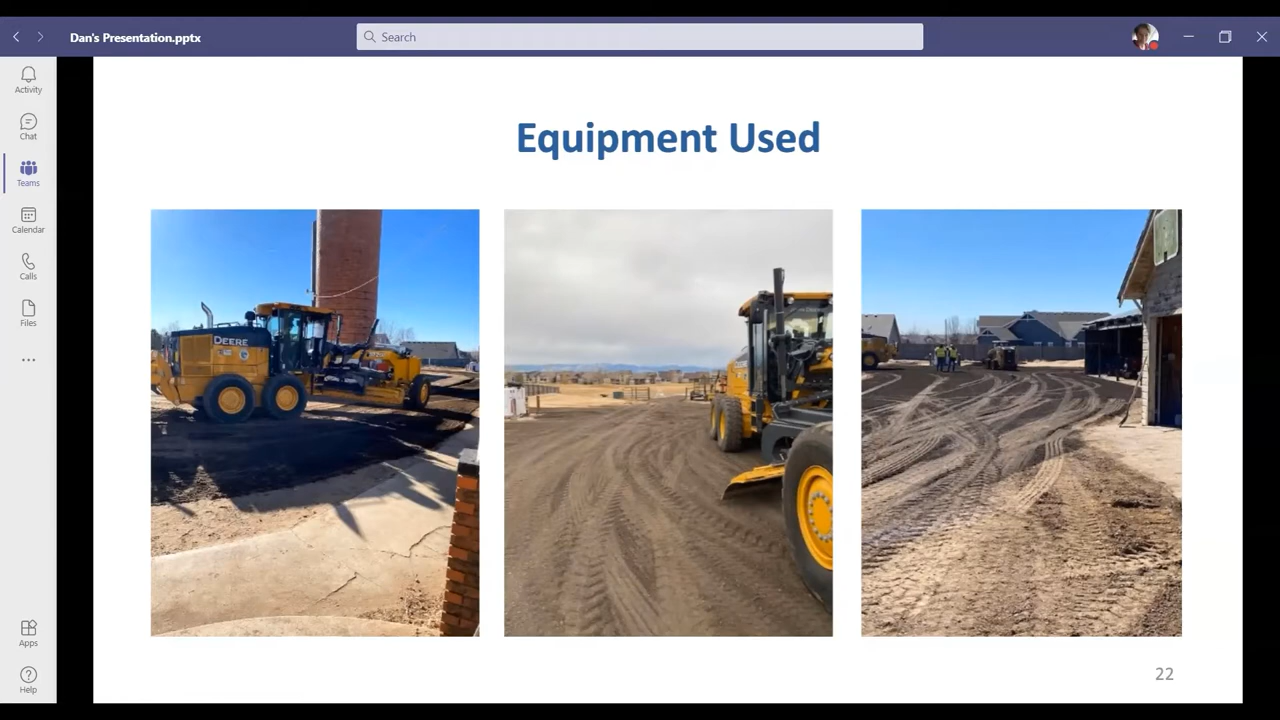 Dan's Presentation.pptx
Search
Activity
Chat
Teams
Calendar
Calls
Files
Apps
Help
Equipment Used
DEERE
22